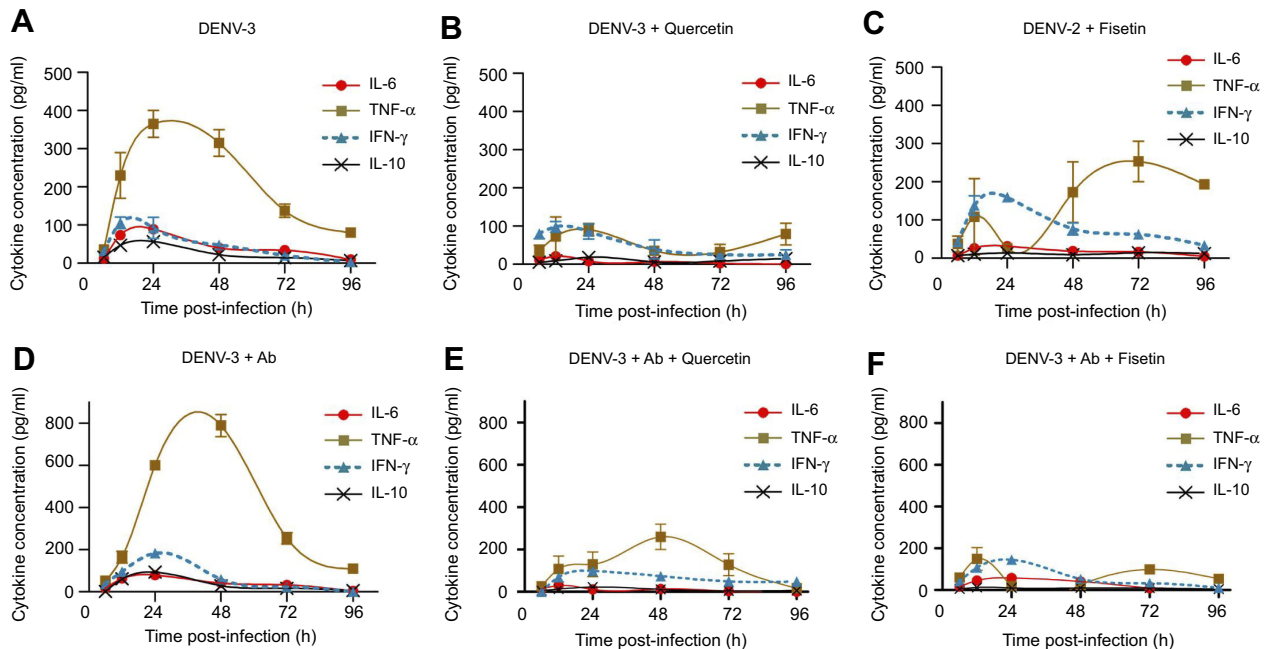 A
DENV-3
Cytokine concentration (pg/ml)
500
400
300
200
100
0
0 24 48 72 96
Time post-infection (h)
IL-6
TNF-α
IFN-γ
IL-10
B
DENV-3 + Quercetin
Cytokine concentration (pg/ml)
500
400
300
200
100
0
0 24 48 72 96
Time post-infection (h)
IL-6
TNF-α
IFN-γ
IL-10
C
DENV-2 + Fisetin
Cytokine concentration (pg/ml)
500
400
300
200
100
0
0 24 48 72 96
Time post-infection (h)
IL-6
TNF-α
IFN-γ
IL-10
D
DENV-3 + Ab
Cytokine concentration (pg/ml)
800
600
400
200
0
0 24 48 72 96
Time post-infection (h)
IL-6
TNF-α
IFN-γ
IL-10
E
DENV-3 + Ab + Quercetin
Cytokine concentration (pg/ml)
800
600
400
200
0
0 24 48 72 96
Time post-infection (h)
IL-6
TNF-α
IFN-γ
IL-10
F
DENV-3 + Ab + Fisetin
Cytokine concentration (pg/ml)
800
600
400
200
0
0 24 48 72 96
Time post-infection (h)
IL-6
TNF-α
IFN-γ
IL-10